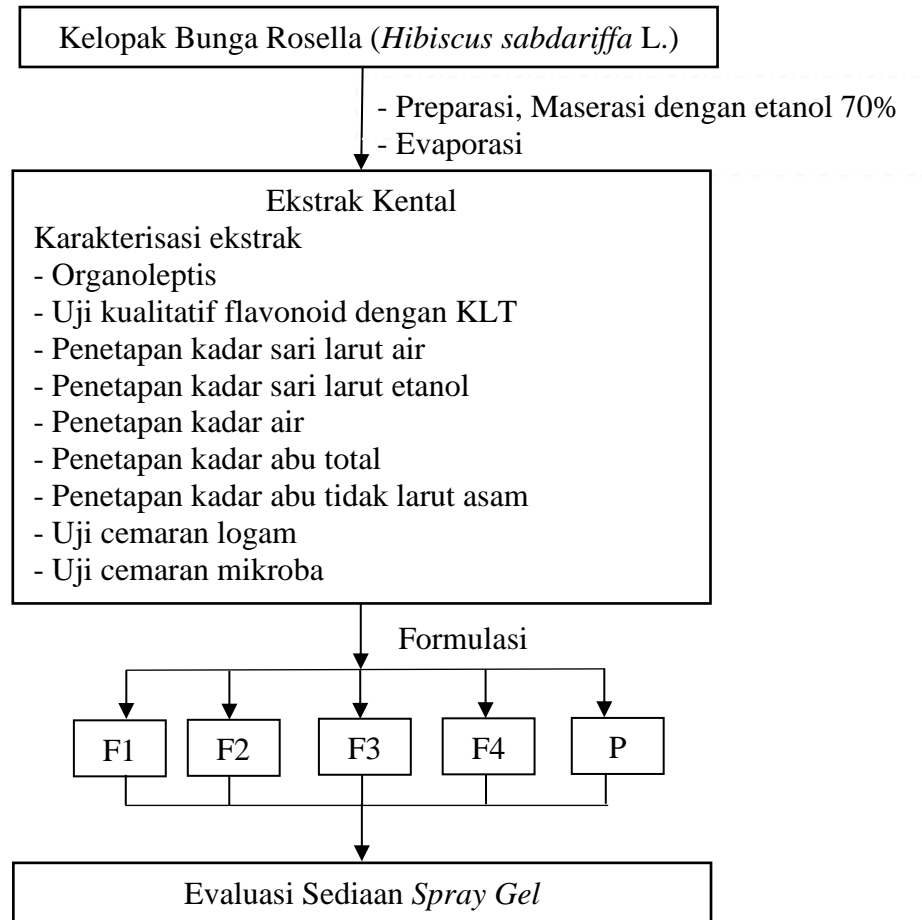 Kelopak Bunga Rosella (Hibiscus sabdariffa L.)
- Preparasi, Maserasi dengan etanol 70%
- Evaporasi
Ekstrak Kental
Karakterisasi ekstrak
- Organoleptis
- Uji kualitatif flavonoid dengan KLT
- Penetapan kadar sari larut air
- Penetapan kadar sari larut etanol
- Penetapan kadar air
- Penetapan kadar abu total
- Penetapan kadar abu tidak larut asam
- Uji cemaran logam
- Uji cemaran mikroba
Formulasi
F1 F2 F3 F4 P
Evaluasi Sediaan Spray Gel